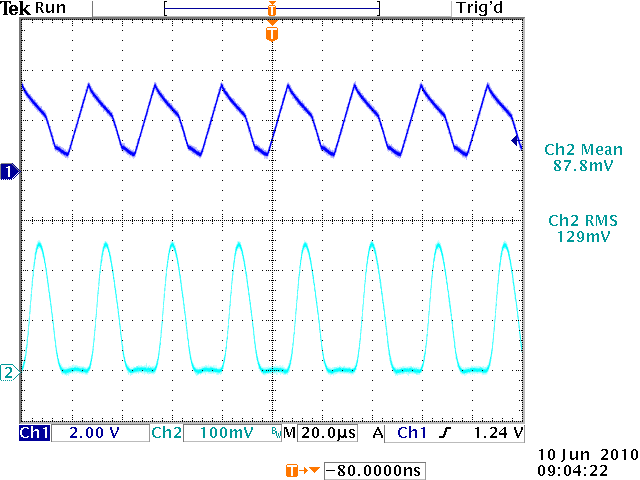 Tek Run Trig'd
T
T
1
Ch2 Mean
87.8mV
Ch2 RMS
129mV
2
Ch1 2.00 V Ch2 100mV BW M 20.0µs A Ch1 1.24 V
T -80.0000ns
10 Jun 2010
09:04:22